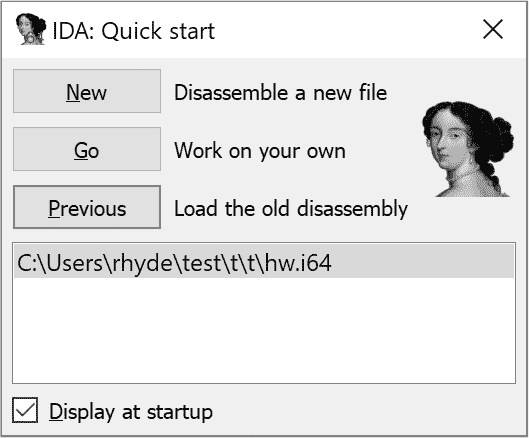 IDA: Quick start
New Disassemble a new file
Go Work on your own
Previous Load the old disassembly
C:\Users\rhyde\test\t\t\hw.i64
Display at startup